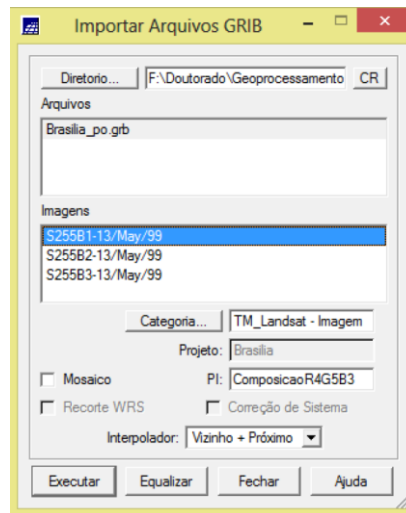 Importar Arquivos GRIB
Diretorio... F:\Doutorado\Geoprocessamento CR
Arquivos
Brasilia_po.grb
Imagens
S255B1-13/May/99
S255B2-13/May/99
S255B3-13/May/99
Categoria... TM_Landsat - Imagem
Projeto: Brasilia
Mosaico PI: ComposicaoR4G5B3
Recorte WRS Correção de Sistema
Interpolador: Vizinho + Próximo
Executar Equalizar Fechar Ajuda